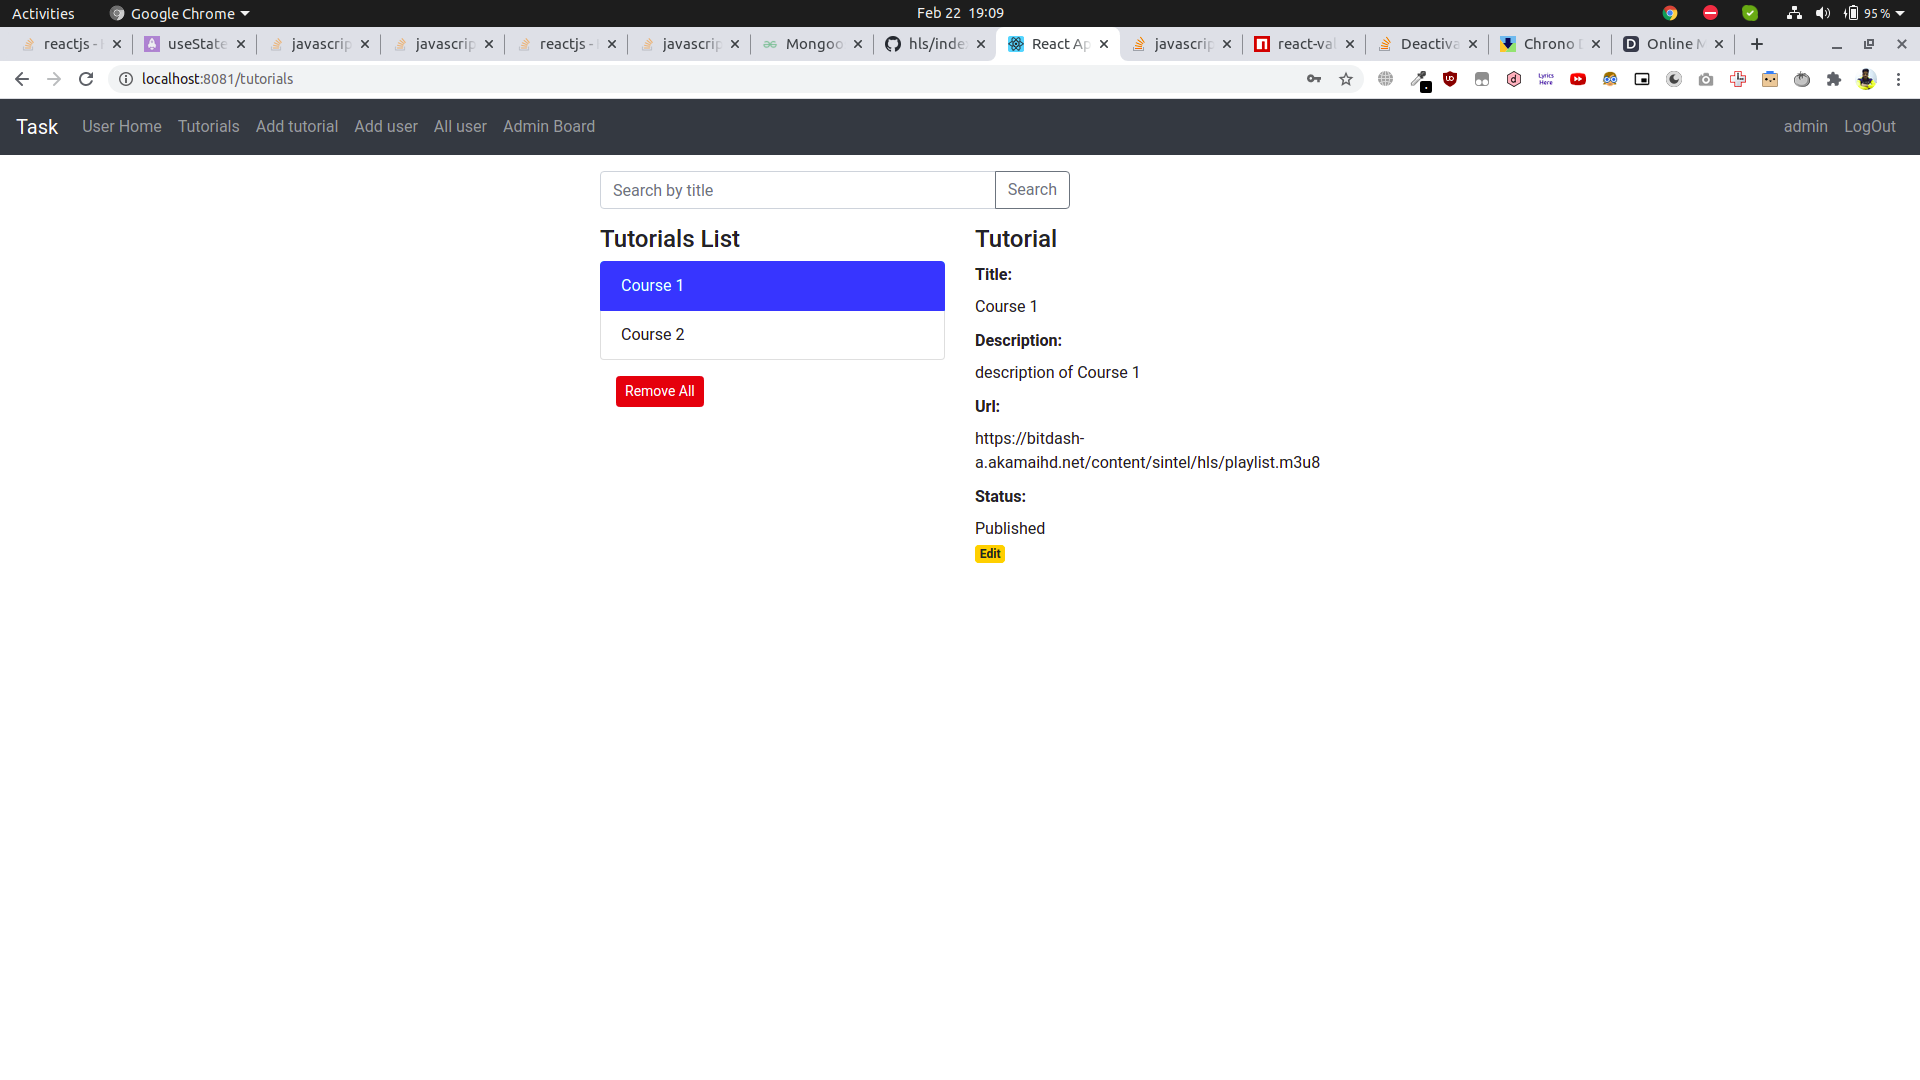 Activities Google Chrome Feb 22 19:09 95 %
reactjs - useState javascrip javascrip reactjs - javascrip Mongoo hls/inde React Ap javascrip react-val Deactiva Chrono Online M
localhost:8081/tutorials
Task User Home Tutorials Add tutorial Add user All user Admin Board admin LogOut
Search by title Search
Tutorials List
Course 1
Course 2
Remove All
Tutorial
Title:
Course 1
Description:
description of Course 1
Url:
https://bitdash-
a.akamaihd.net/content/sintel/hls/playlist.m3u8
Status:
Published
Edit